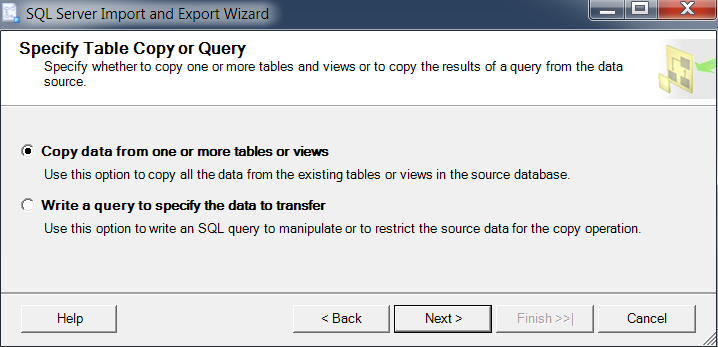 SQL Server Import and Export Wizard
Specify Table Copy or Query
Specify whether to copy one or more tables and views or to copy the results of a query from the data
source.
Copy data from one or more tables or views
Use this option to copy all the data from the existing tables or views in the source database.
Write a query to specify the data to transfer
Use this option to write an SQL query to manipulate or to restrict the source data for the copy operation.
Help
< Back
Next >
Finish >>|
Cancel